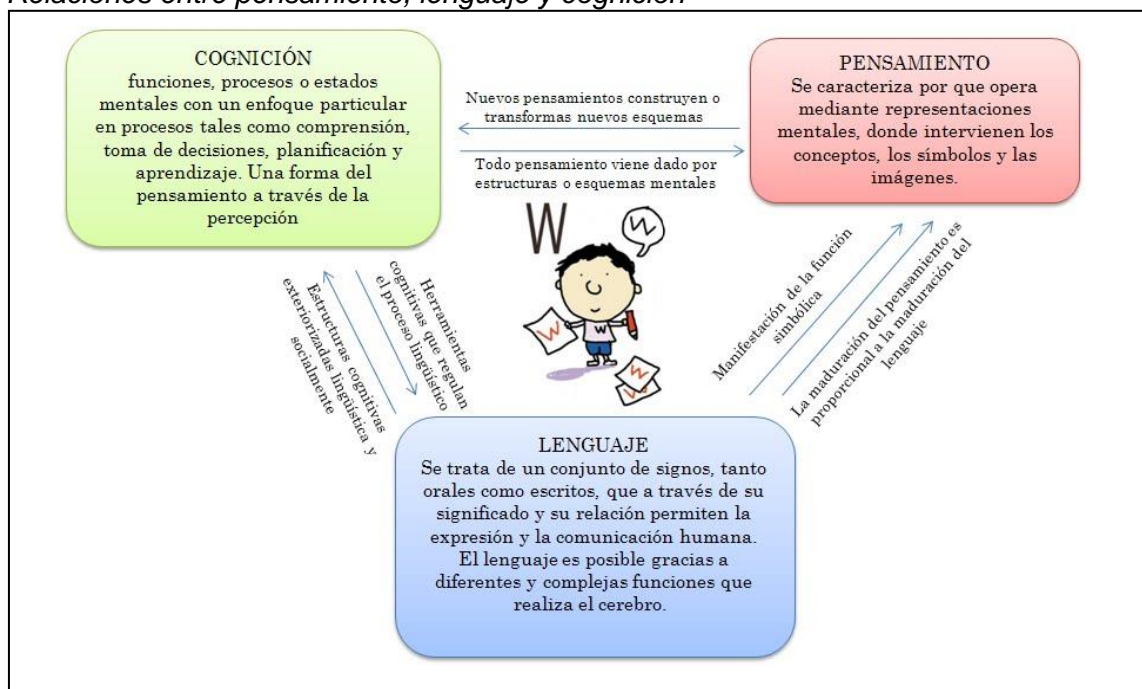 Relaciones entre pensamiento, lenguaje y cognición
COGNICIÓN
funciones, procesos o estados
mentales con un enfoque particular
en procesos tales como comprensión,
toma de decisiones, planificación y
aprendizaje. Una forma del
pensamiento a través de la
percepción
Nuevos pensamientos construyen o
transformas nuevos esquemas
Todo pensamiento viene dado por
estructuras o esquemas mentales
PENSAMIENTO
Se caracteriza por que opera
mediante representaciones
mentales, donde intervienen los
conceptos, los símbolos y las
imágenes.
W
W
W
W
W
W
Estructuras cognitivas
exteriorizadas lingüística y
socialmente
Herramientas
cognitivas que regulan
el proceso lingüístico
Manifestación de la función
simbólica
La maduración del pensamiento es
proporcional a la maduración del
lenguaje
LENGUAJE
Se trata de un conjunto de signos, tanto
orales como escritos, que a través de su
significado y su relación permiten la
expresión y la comunicación humana.
El lenguaje es posible gracias a
diferentes y complejas funciones que
realiza el cerebro.